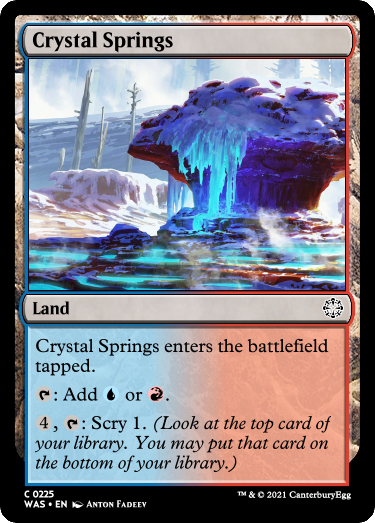 Crystal Springs
Land
Crystal Springs enters the battlefield
tapped.
: Add or .
4 , : Scry 1. (Look at the top card of
your library. You may put that card on
the bottom of your library.)
C 0225
WAS • EN Anton Fadeev
™ & © 2021 CanterburyEgg